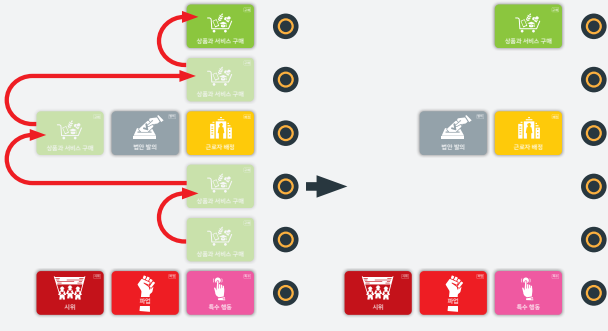 상품과 서비스 구매
상품과 서비스 구매
상품과 서비스 구매
법안 발의
근로자 배정
상품과 서비스 구매
상품과 서비스 구매
시위
파업
특수 행동
상품과 서비스 구매
법안 발의
근로자 배정
시위
파업
특수 행동